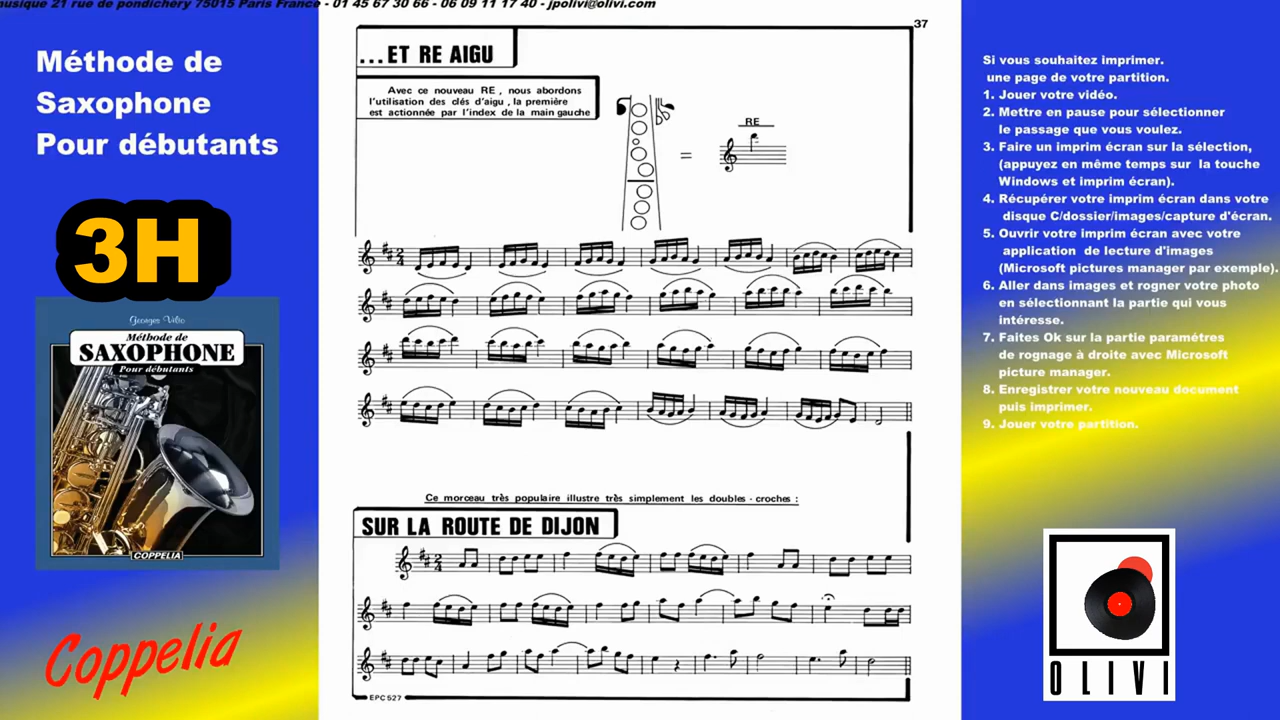 musique 21 rue de pondichéry 75015 Paris France - 01 45 67 30 66 - 06 09 11 17 40 - jpolivi@olivi.com
Méthode de
Saxophone
Pour débutants
3H
Georges Vilio
Méthode de
SAXOPHONE
Pour débutants
COPPELIA
Coppelia
37
...ET RE AIGU
Avec ce nouveau RE, nous abordons
l'utilisation des clés d'aigu, la première
est actionnée par l'index de la main gauche
=
RE
2
4
Ce morceau très populaire illustre très simplement les doubles-croches :
SUR LA ROUTE DE DIJON
2
4
EPC 527
Si vous souhaitez imprimer.
une page de votre partition.
1. Jouer votre vidéo.
2. Mettre en pause pour sélectionner
le passage que vous voulez.
3. Faire un imprim écran sur la sélection,
(appuyez en même temps sur la touche
Windows et imprim écran).
4. Récupérer votre imprim écran dans votre
disque C/dossier/images/capture d'écran.
5. Ouvrir votre imprim écran avec votre
application de lecture d'images
(Microsoft pictures manager par exemple).
6. Aller dans images et rogner votre photo
en sélectionnant la partie qui vous
intéresse.
7. Faites Ok sur la partie paramétres
de rognage à droite avec Microsoft
picture manager.
8. Enregistrer votre nouveau document
puis imprimer.
9. Jouer votre partition.
OLIVI